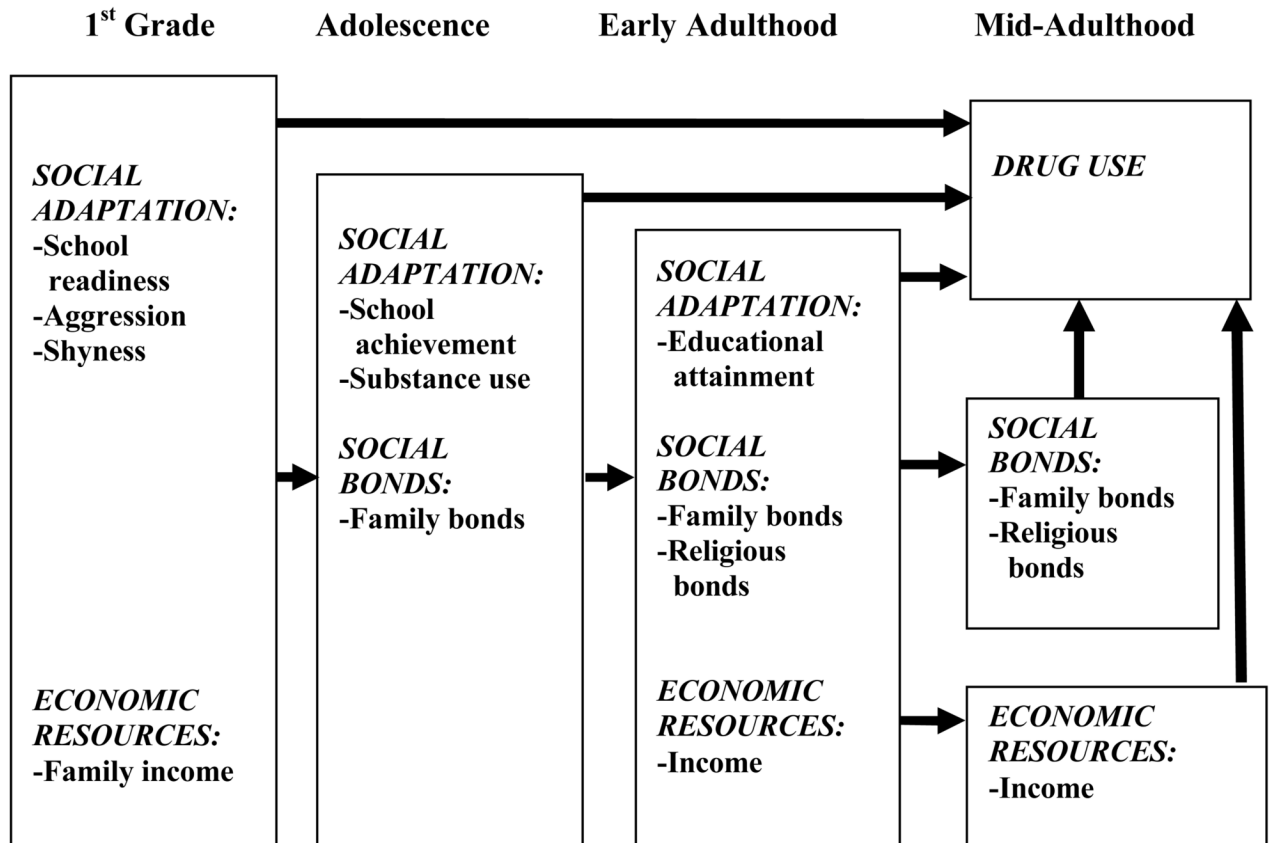 1st Grade
Adolescence
Early Adulthood
Mid-Adulthood
SOCIAL
ADAPTATION:
-School
readiness
-Aggression
-Shyness
ECONOMIC
RESOURCES:
-Family income
SOCIAL
ADAPTATION:
-School
achievement
-Substance use
SOCIAL
BONDS:
-Family bonds
SOCIAL
ADAPTATION:
-Educational
attainment
SOCIAL
BONDS:
-Family bonds
-Religious
bonds
ECONOMIC
RESOURCES:
-Income
DRUG USE
SOCIAL
BONDS:
-Family bonds
-Religious
bonds
ECONOMIC
RESOURCES:
-Income